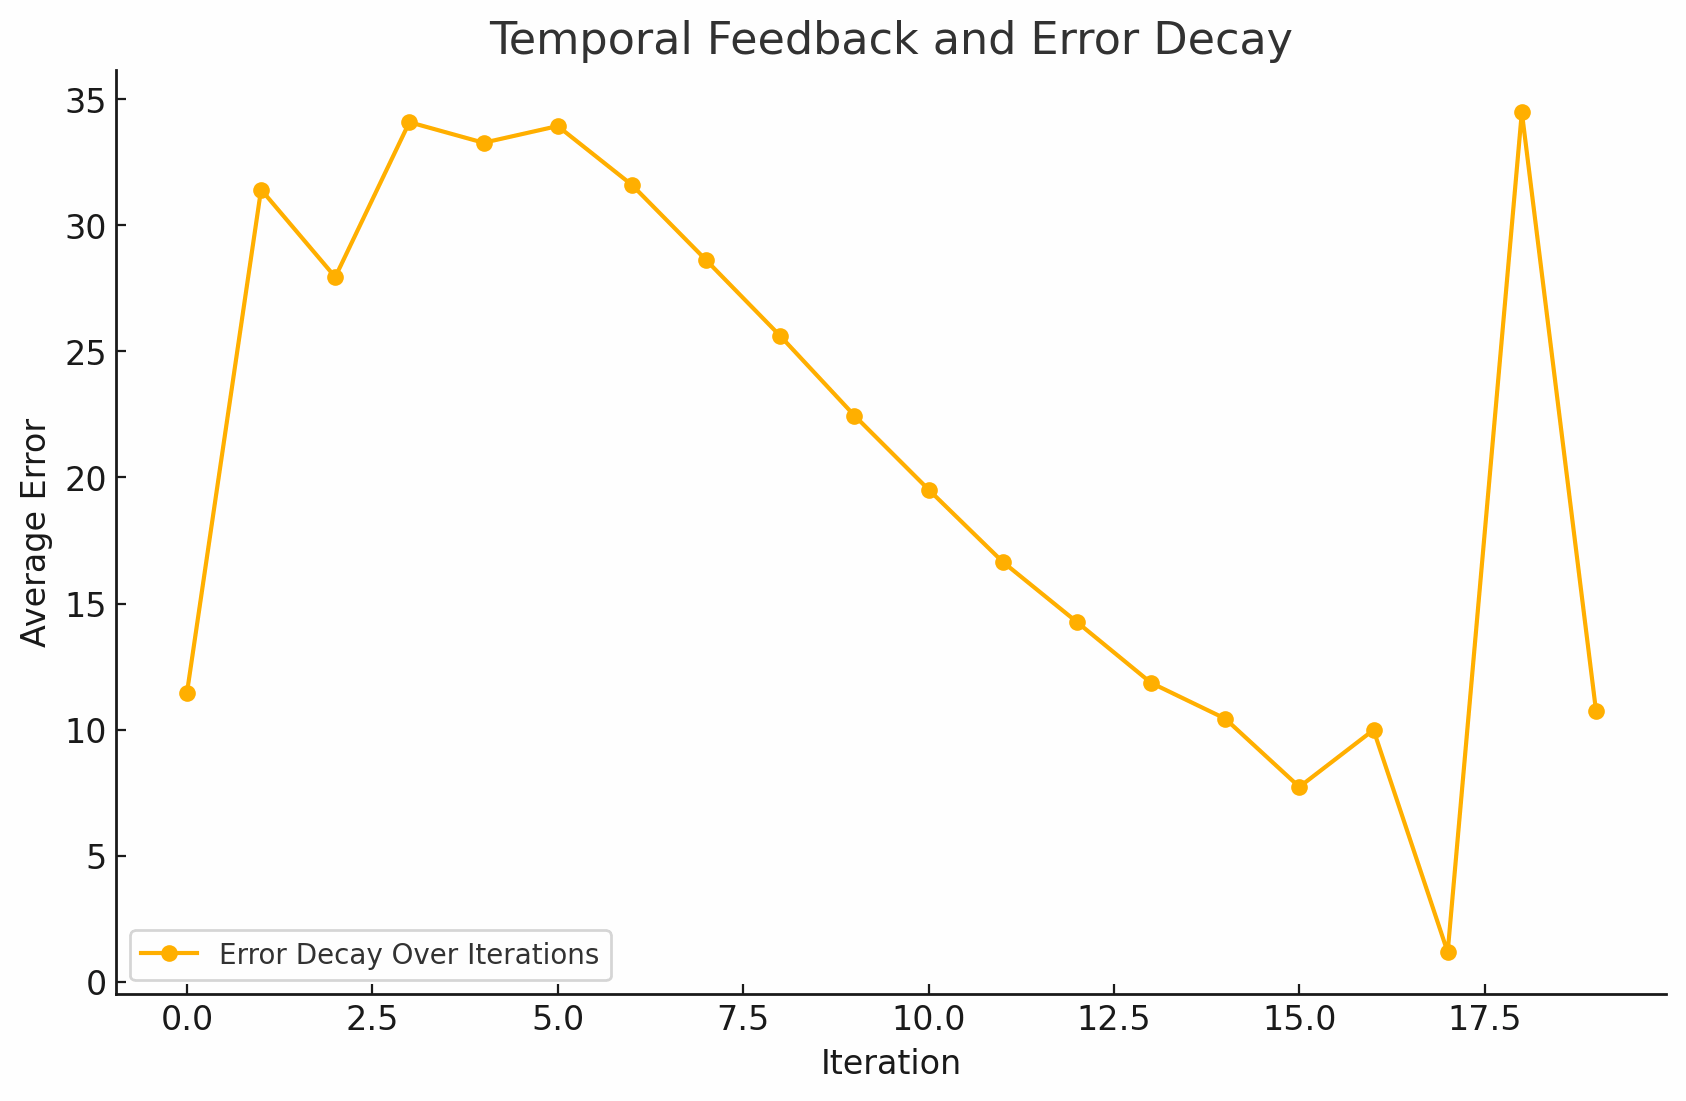 Temporal Feedback and Error Decay
35
30
25
20
15
10
5
0
Average Error
Error Decay Over Iterations
0.0 2.5 5.0 7.5 10.0 12.5 15.0 17.5
Iteration